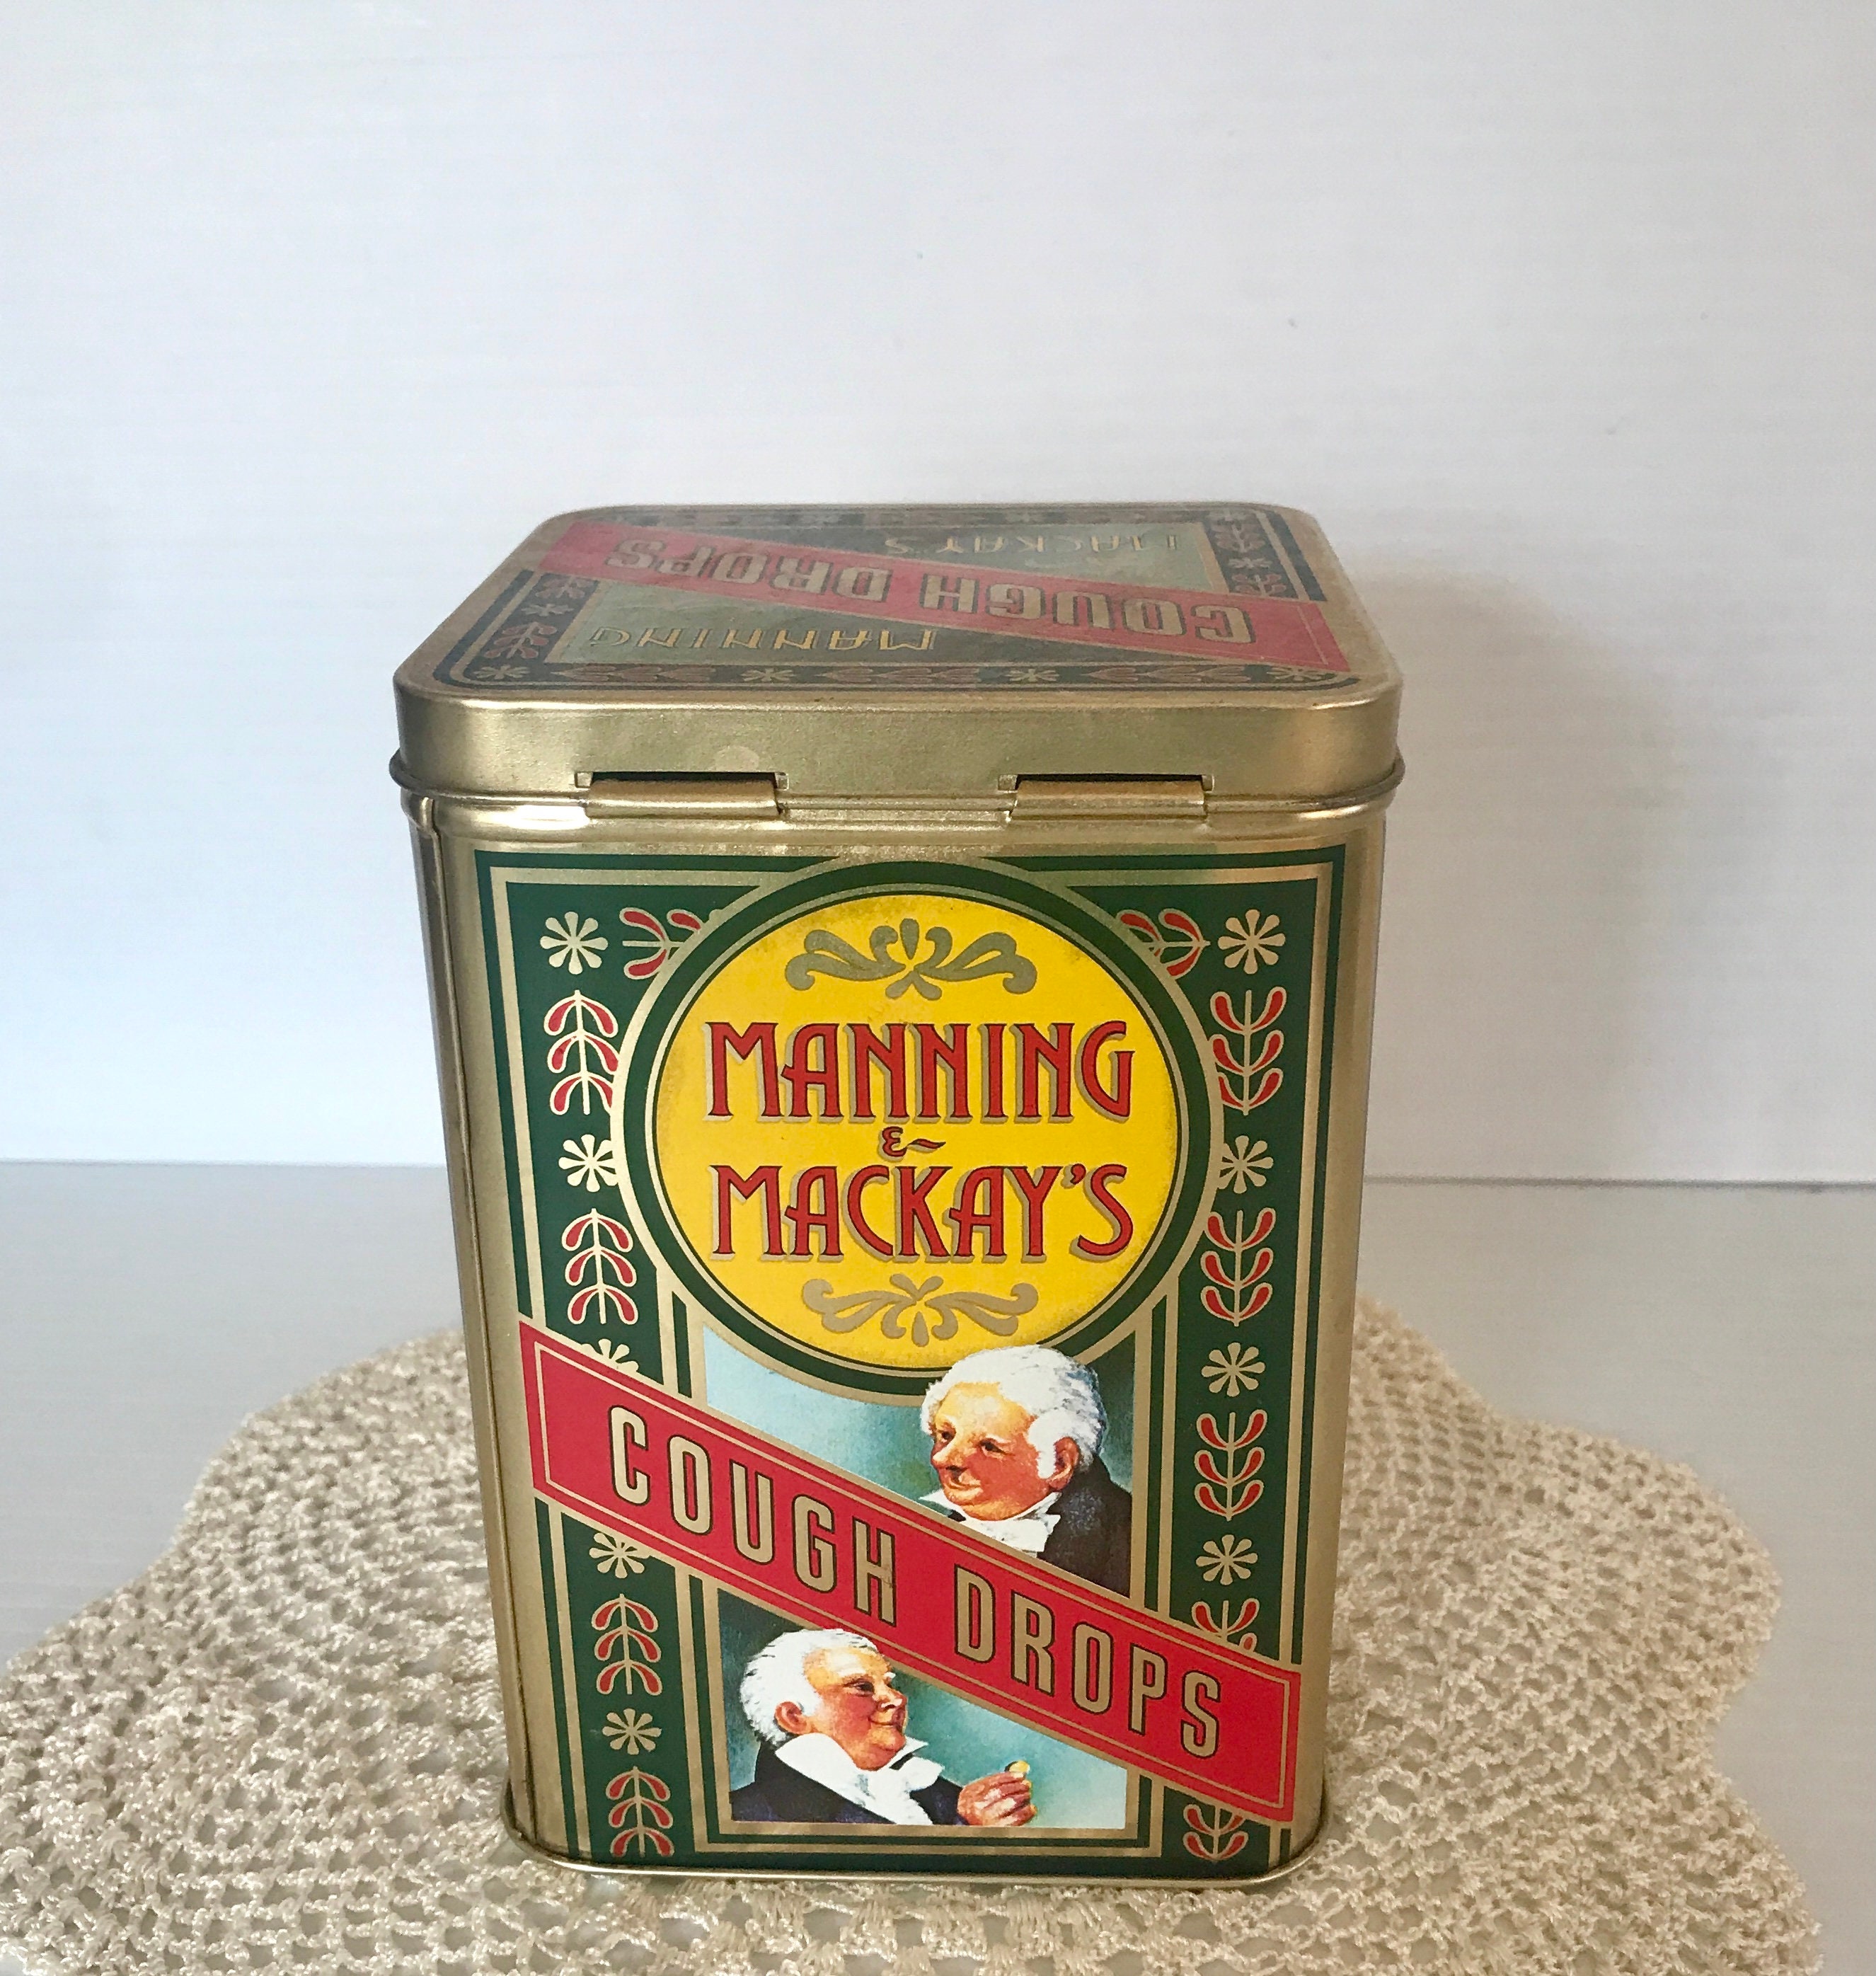 MACKAY'S
COUGH DROPS
MANNING
MANNING
&
MACKAY'S
COUGH DROPS